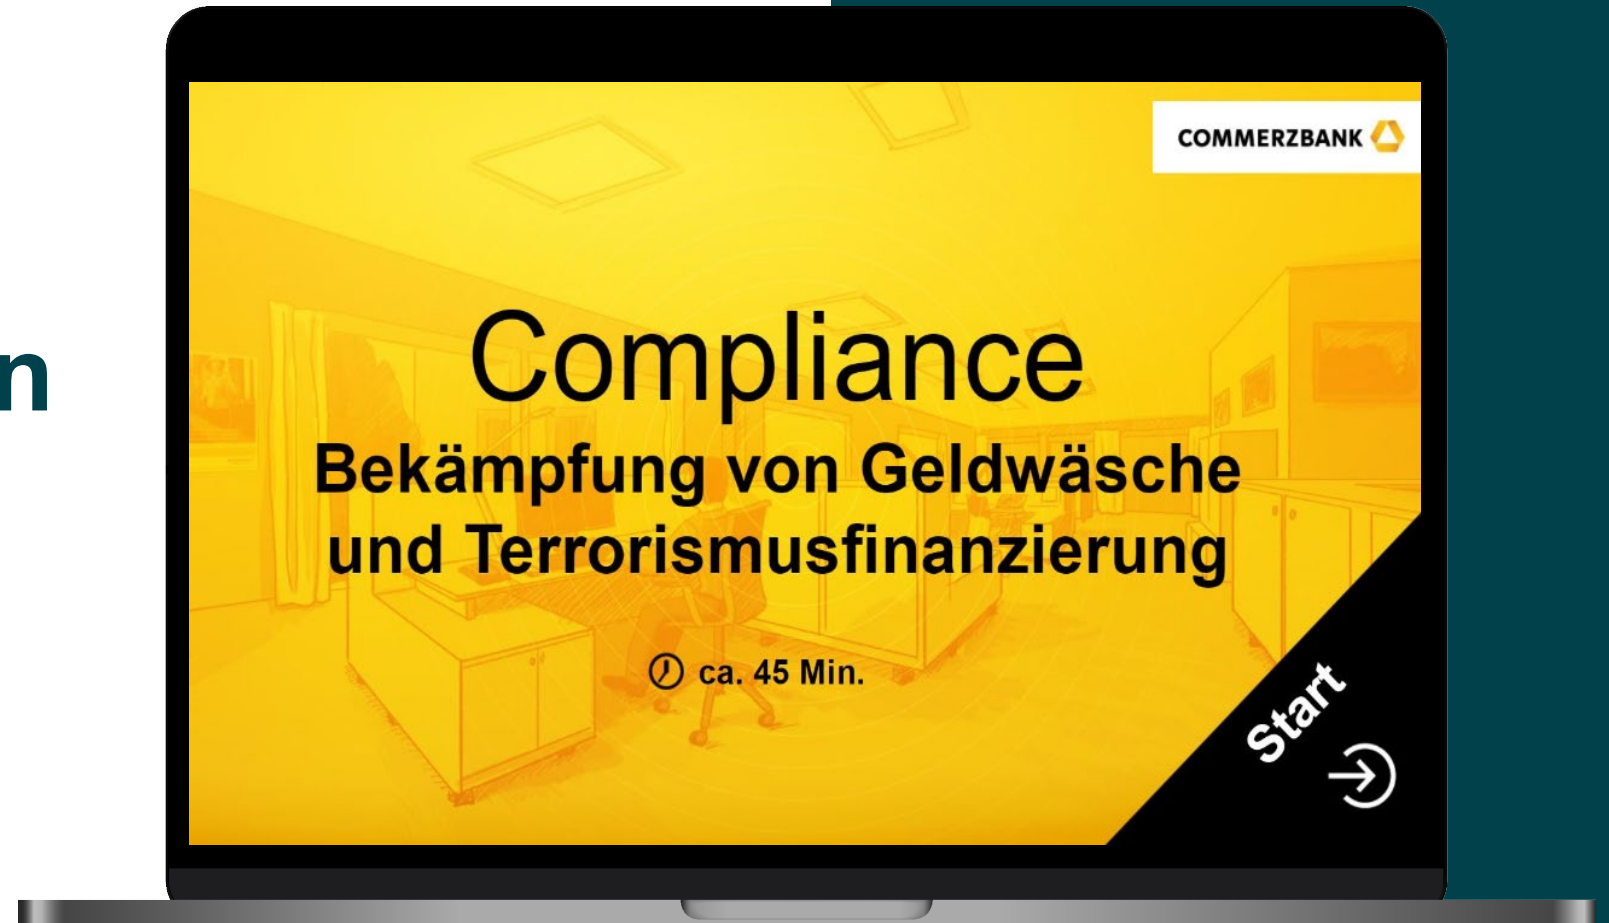 n
COMMERZBANK
Compliance
Bekämpfung von Geldwäsche
und Terrorismusfinanzierung
ca. 45 Min.
Start